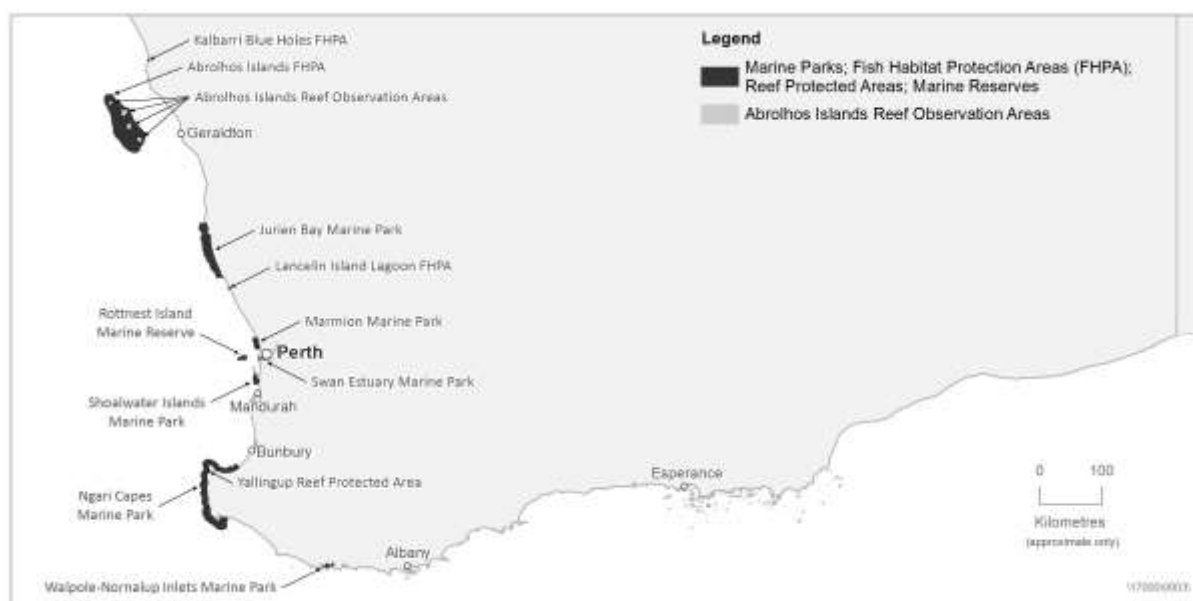 Kalbarri Blue Holes FHPA
Abrolhos Islands FHPA
Abrolhos Islands Reef Observation Areas
Geraldton
Legend
Marine Parks; Fish Habitat Protection Areas (FHPA);
Reef Protected Areas; Marine Reserves
Abrolhos Islands Reef Observation Areas
Jurien Bay Marine Park
Lancelin Island Lagoon FHPA
Rottnest Island
Marine Reserve
Marmion Marine Park
Perth
Swan Estuary Marine Park
Shoalwater Islands
Marine Park
Mandurah
Bunbury
Yallingup Reef Protected Area
Ngari Capes
Marine Park
Esperance
0 100
Kilometres
(approximate only)
Albany
Walpole-Nornalup Inlets Marine Park